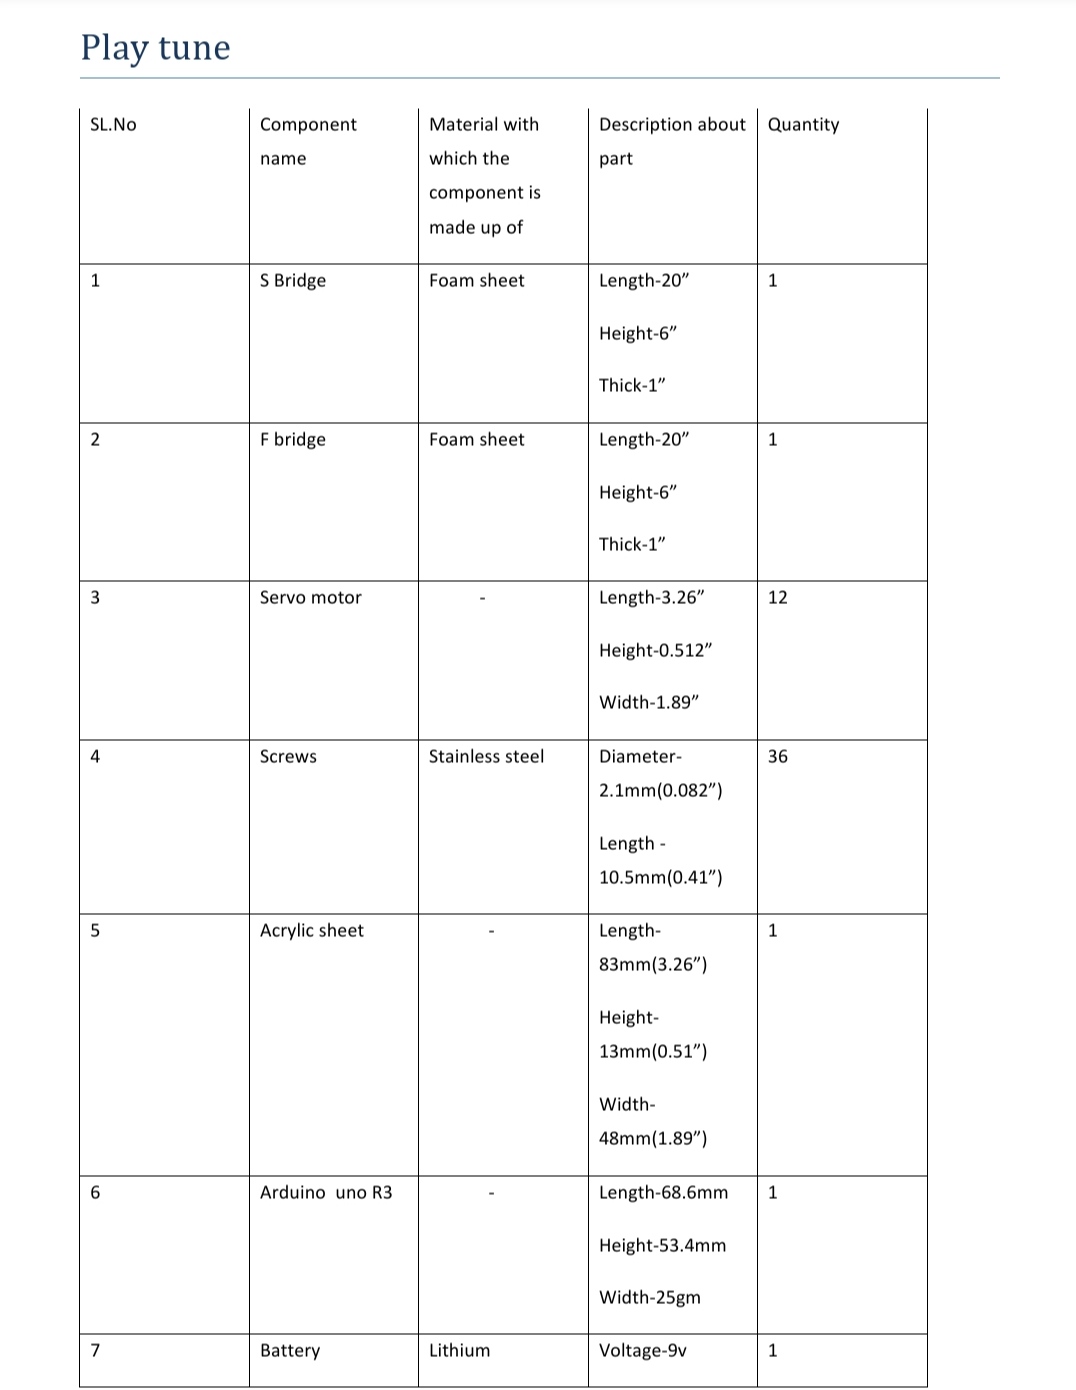 Play tune
SL.No
Component
name
Material with
which the
component is
made up of
Description about
part
Quantity
1
S Bridge
Foam sheet
Length-20”
Height-6”
Thick-1”
1
2
F bridge
Foam sheet
Length-20”
Height-6”
Thick-1”
1
3
Servo motor
-
Length-3.26”
Height-0.512”
Width-1.89”
12
4
Screws
Stainless steel
Diameter-
2.1mm(0.082”)
Length -
10.5mm(0.41”)
36
5
Acrylic sheet
-
Length-
83mm(3.26”)
Height-
13mm(0.51”)
Width-
48mm(1.89”)
1
6
Arduino  uno R3
-
Length-68.6mm
Height-53.4mm
Width-25gm
1
7
Battery
Lithium
Voltage-9v
1